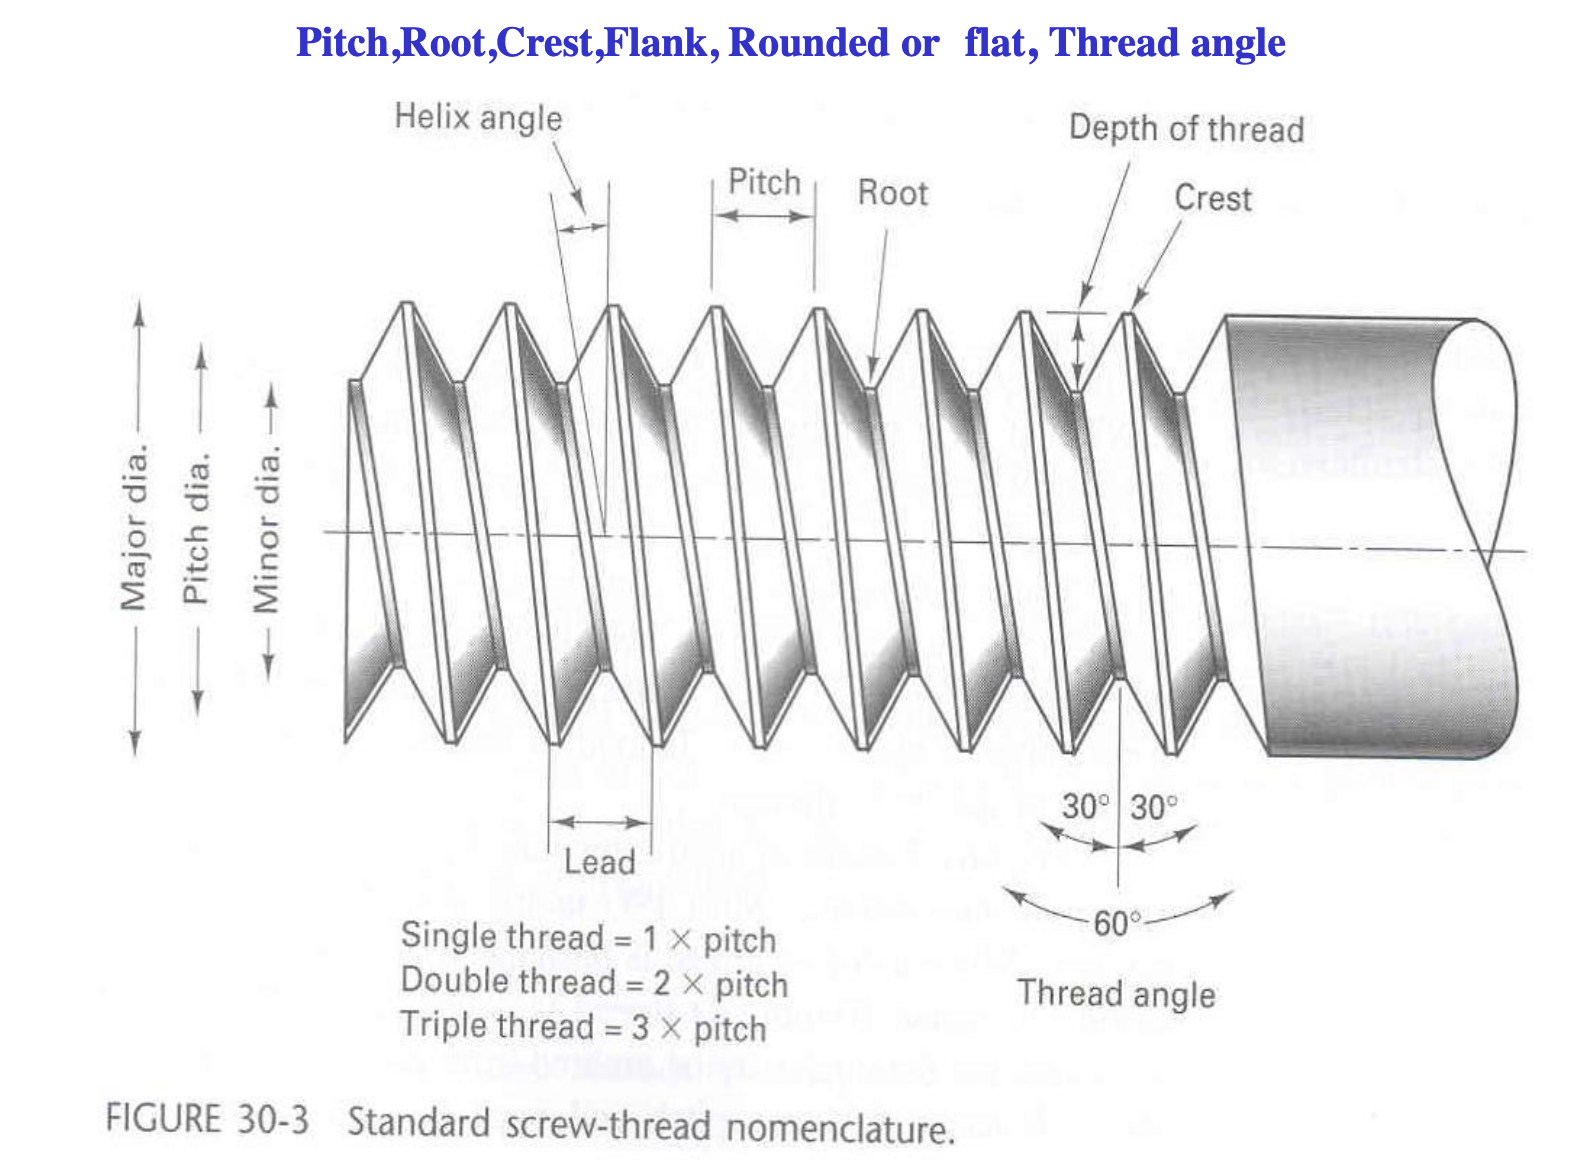 Pitch,Root,Crest,Flank, Rounded or flat, Thread angle
Helix angle
Depth of thread
Pitch
Root
Crest
Major dia.
Pitch dia.
Minor dia.
30° 30°
Lead
60°
Single thread = 1 × pitch
Double thread = 2 × pitch
Triple thread = 3 × pitch
Thread angle
FIGURE 30-3 Standard screw-thread nomenclature.